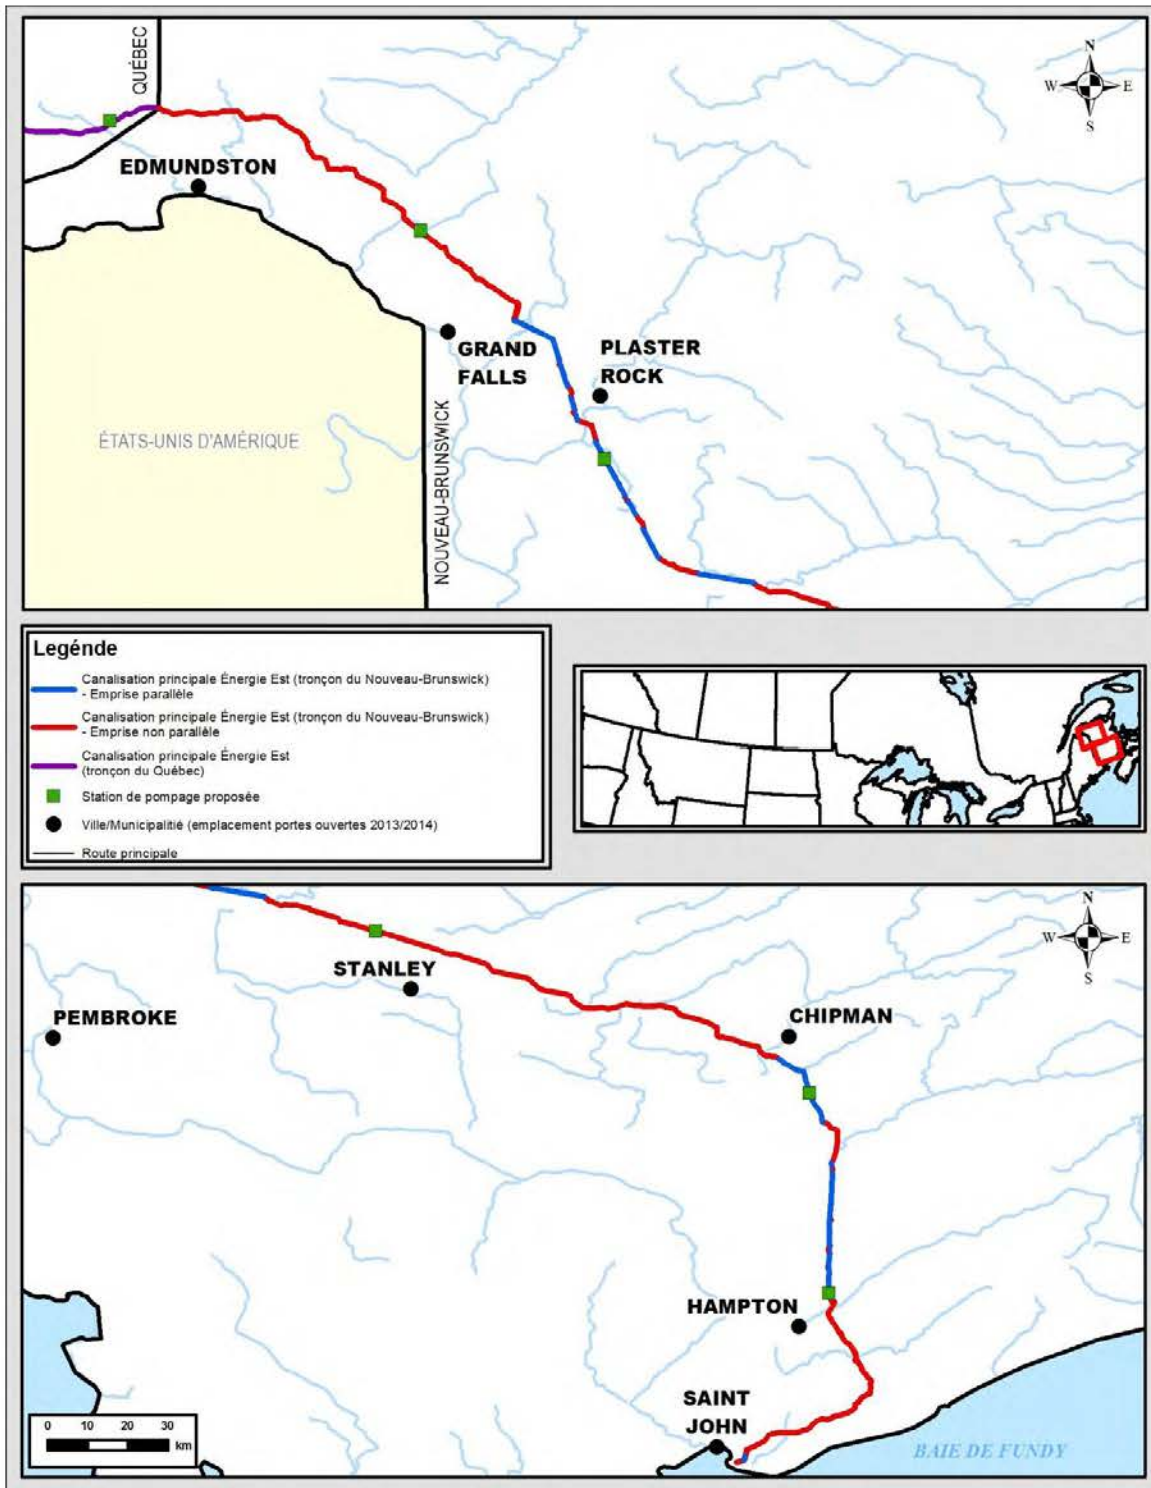 QUÉBEC
N
W E
S
EDMUNDSTON
GRAND
FALLS
PLASTER
ROCK
ÉTATS-UNIS D'AMÉRIQUE
NOUVEAU-BRUNSWICK
Legénde
Canalisation principale Énergie Est (tronçon du Nouveau-Brunswick)
- Emprise parallèle
Canalisation principale Énergie Est (tronçon du Nouveau-Brunswick)
- Emprise non parallèle
Canalisation principale Énergie Est
(tronçon du Québec)
Station de pompage proposée
Ville/Municipalitié (emplacement portes ouvertes 2013/2014)
Route principale
N
W E
S
STANLEY
PEMBROKE
CHIPMAN
HAMPTON
SAINT
JOHN
0 10 20 30
km
BAIE DE FUNDY